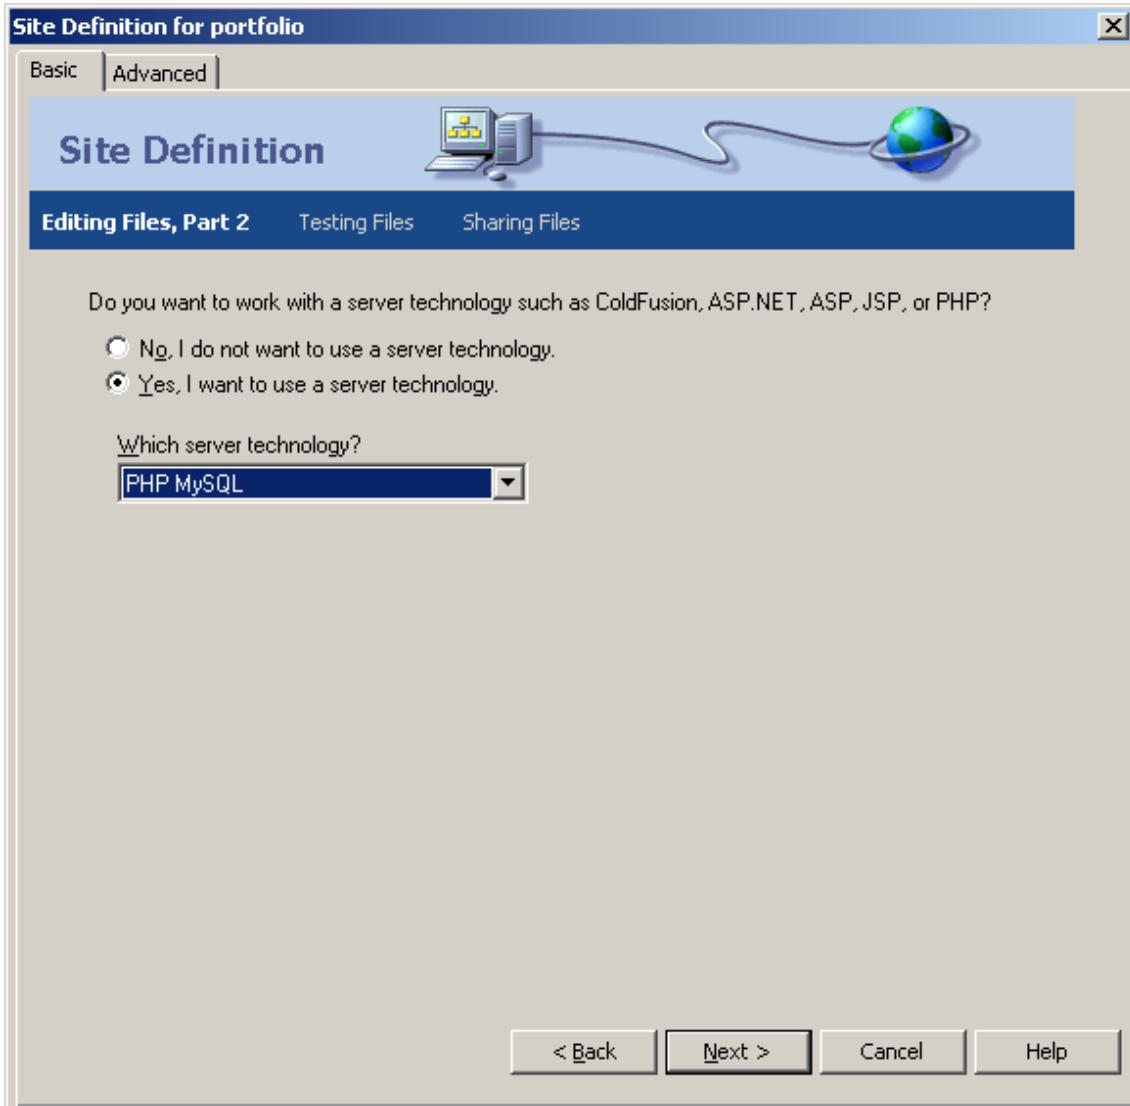 Site Definition for portfolio
Basic Advanced
Site Definition
Editing Files, Part 2 Testing Files Sharing Files
Do you want to work with a server technology such as ColdFusion, ASP.NET, ASP, JSP, or PHP?
No, I do not want to use a server technology.
Yes, I want to use a server technology.
Which server technology?
PHP MySQL
< Back Next > Cancel Help